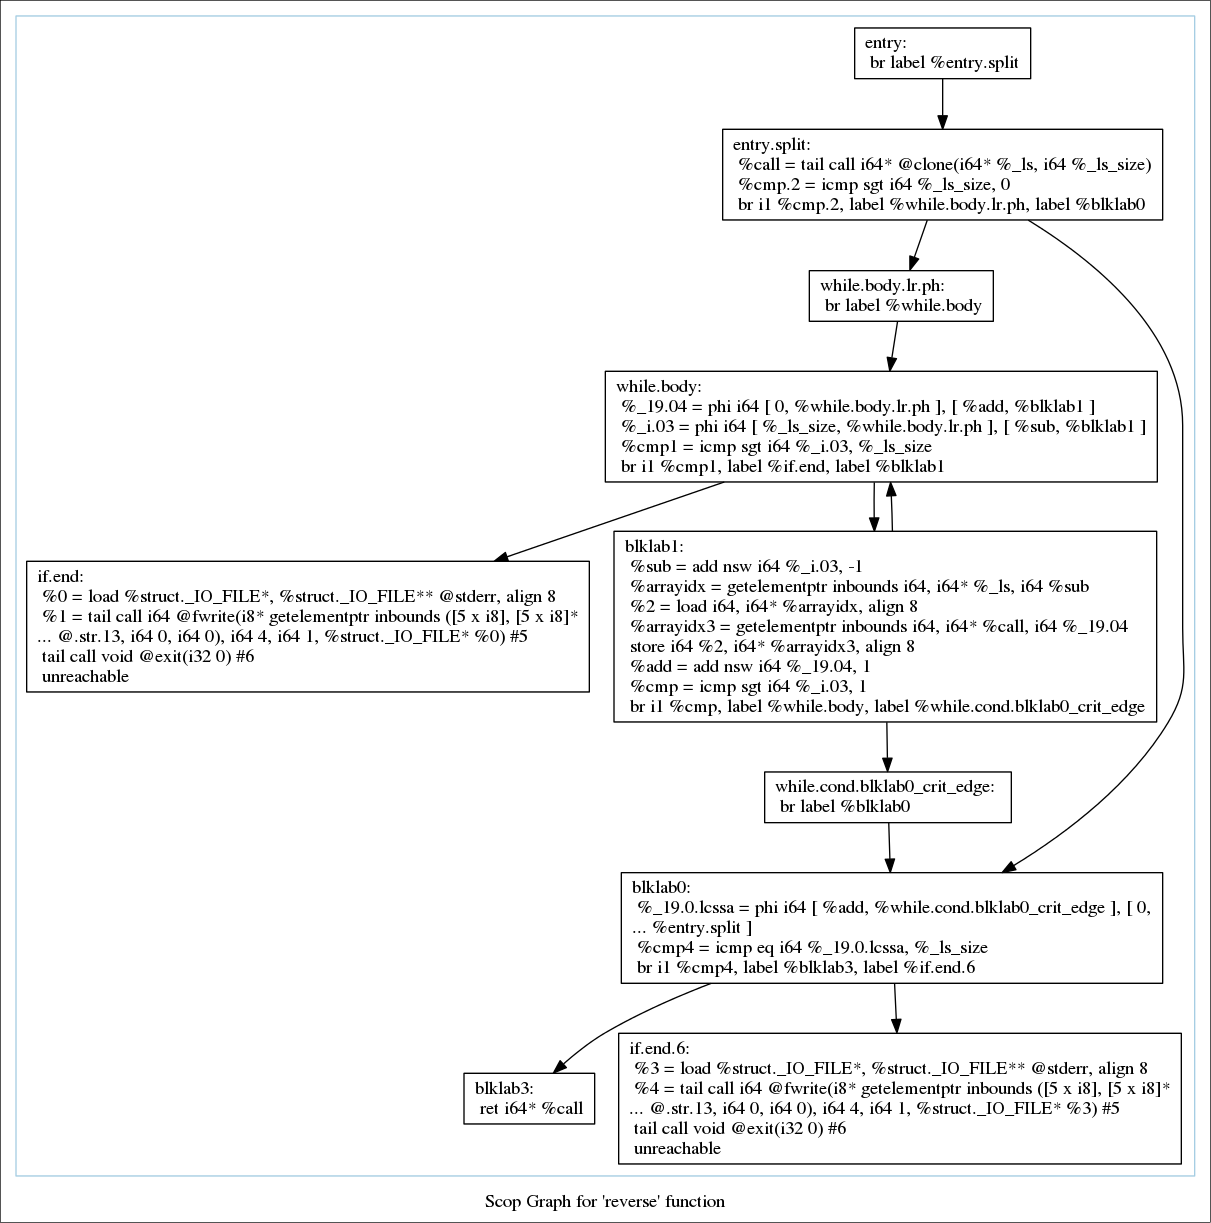 entry:
br label %entry.split
entry.split:
%call = tail call i64* @clone(i64* %_ls, i64 %_ls_size)
%cmp.2 = icmp sgt i64 %_ls_size, 0
br i1 %cmp.2, label %while.body.lr.ph, label %blklab0
while.body.lr.ph:
br label %while.body
while.body:
%_19.04 = phi i64 [ 0, %while.body.lr.ph ], [ %add, %blklab1 ]
%_i.03 = phi i64 [ %_ls_size, %while.body.lr.ph ], [ %sub, %blklab1 ]
%cmp1 = icmp sgt i64 %_i.03, %_ls_size
br i1 %cmp1, label %if.end, label %blklab1
if.end:
%0 = load %struct._IO_FILE*, %struct._IO_FILE** @stderr, align 8
%1 = tail call i64 @fwrite(i8* getelementptr inbounds ([5 x i8], [5 x i8]*
... @.str.13, i64 0, i64 0), i64 4, i64 1, %struct._IO_FILE* %0) #5
tail call void @exit(i32 0) #6
unreachable
blklab1:
%sub = add nsw i64 %_i.03, -1
%arrayidx = getelementptr inbounds i64, i64* %_ls, i64 %sub
%2 = load i64, i64* %arrayidx, align 8
%arrayidx3 = getelementptr inbounds i64, i64* %call, i64 %_19.04
store i64 %2, i64* %arrayidx3, align 8
%add = add nsw i64 %_19.04, 1
%cmp = icmp sgt i64 %_i.03, 1
br i1 %cmp, label %while.body, label %while.cond.blklab0_crit_edge
while.cond.blklab0_crit_edge:
br label %blklab0
blklab0:
%_19.0.lcssa = phi i64 [ %add, %while.cond.blklab0_crit_edge ], [ 0,
... %entry.split ]
%cmp4 = icmp eq i64 %_19.0.lcssa, %_ls_size
br i1 %cmp4, label %blklab3, label %if.end.6
blklab3:
ret i64* %call
if.end.6:
%3 = load %struct._IO_FILE*, %struct._IO_FILE** @stderr, align 8
%4 = tail call i64 @fwrite(i8* getelementptr inbounds ([5 x i8], [5 x i8]*
... @.str.13, i64 0, i64 0), i64 4, i64 1, %struct._IO_FILE* %3) #5
tail call void @exit(i32 0) #6
unreachable
Scop Graph for 'reverse' function